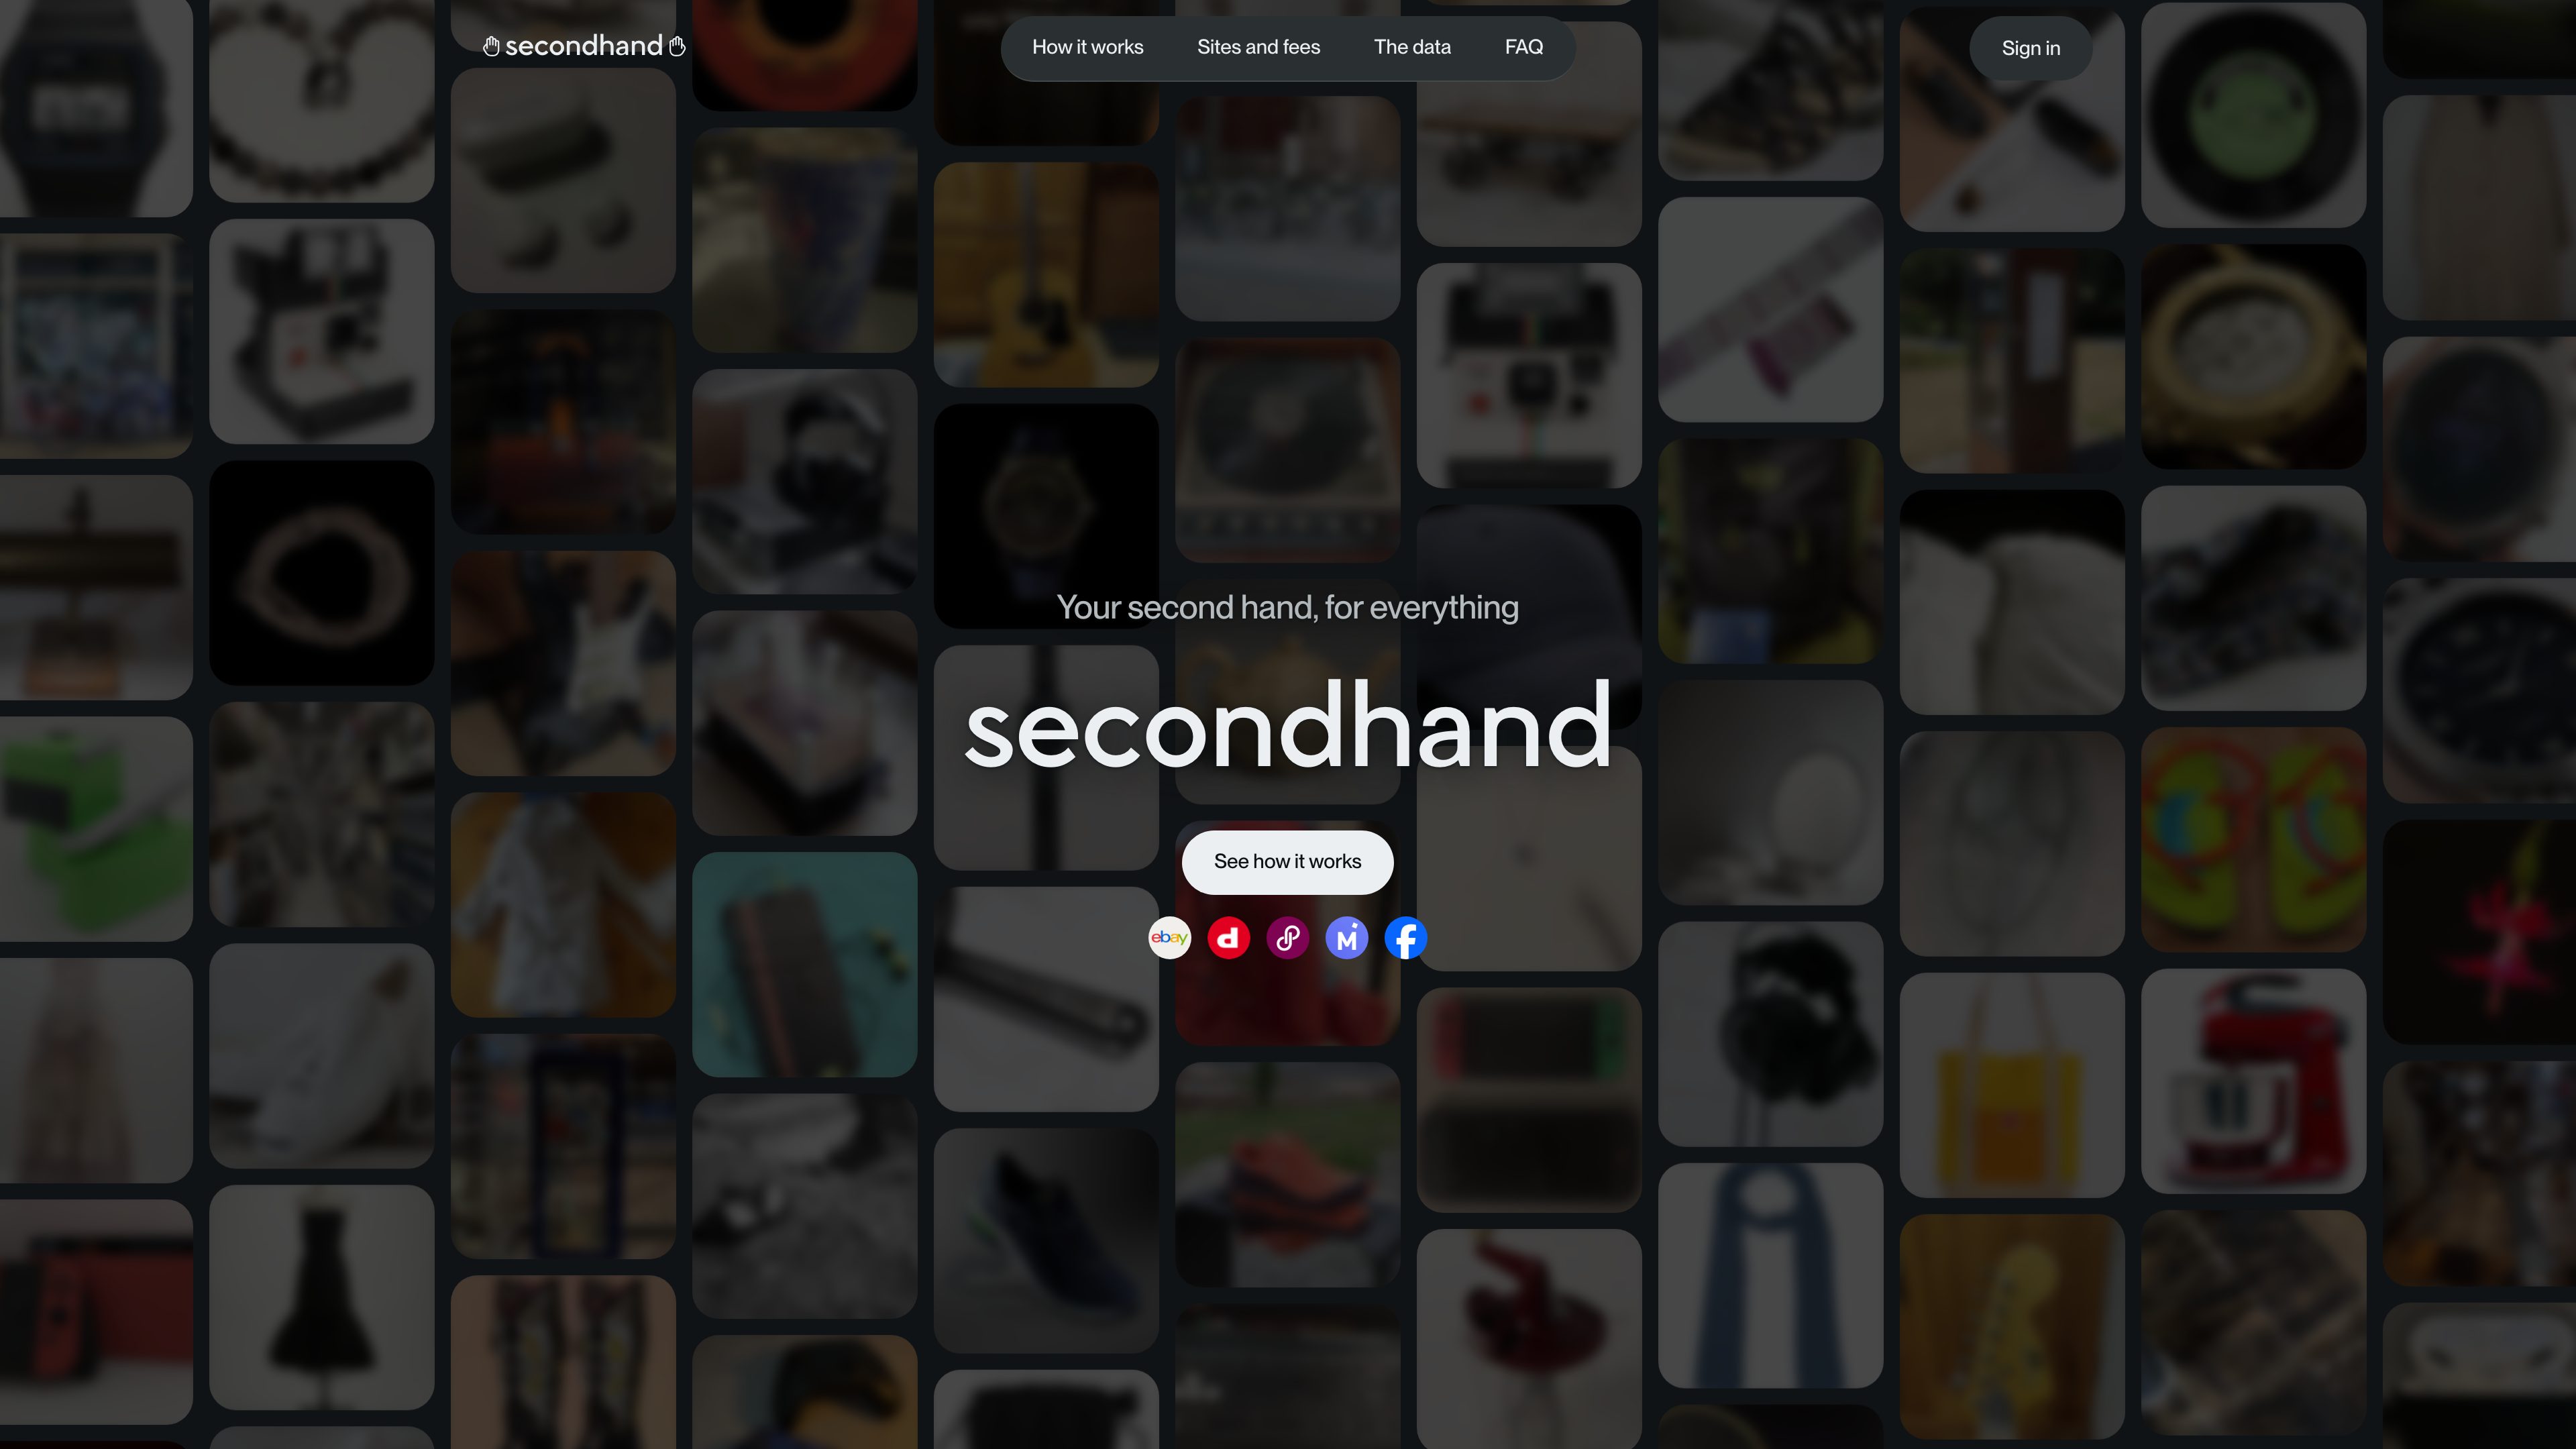 secondhand
How it works
Sites and fees
The data
FAQ
Sign in
Your second hand, for everything
secondhand
See how it works
ebay